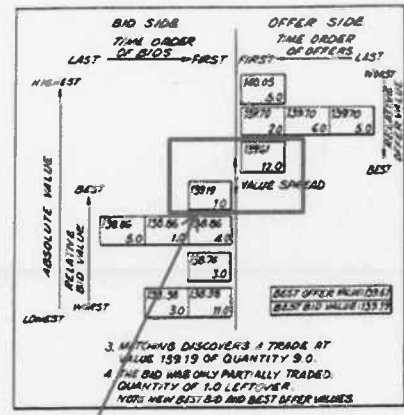 BID SIDE
OFFER SIDE
TIME ORDER OF BIDS
TIME ORDER OF OFFERS
LAST
FIRST
FIRST
LAST
HIGHEST
LOWEST
ABSOLUTE VALUE
BEST
WORST
RELATIVE BID VALUE
WORST
BEST
RELATIVE OFFER VALUE
140.05
5.0
139.70 139.70 139.70
2.0 6.0 5.0
139.61
12.0
VALUE SPREAD
139.19
1.0
138.86 138.86 138.86
5.0 1.0 4.0
138.76
3.0
138.38 138.38
3.0 11.0
BEST OFFER VALUE 139.61
BEST BID VALUE 139.19
3. MATCHING DISCOVERS A TRADE AT
VALUE 139.19 OF QUANTITY 9.0.
4. THE BID WAS ONLY PARTIALLY TRADED.
QUANTITY OF 1.0 LEFTOVER.
NOTE NEW BEST BID AND BEST OFFER VALUES.